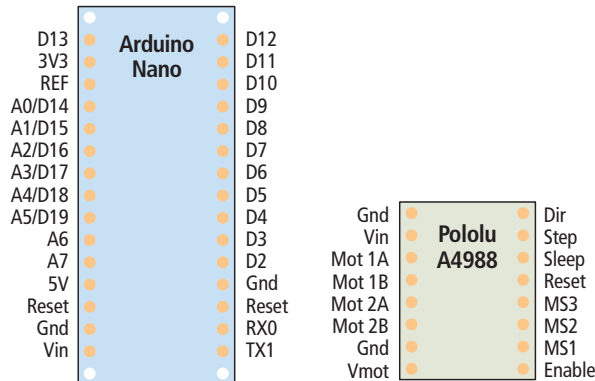 Arduino
Nano
D13
3V3
REF
A0/D14
A1/D15
A2/D16
A3/D17
A4/D18
A5/D19
A6
A7
5V
Reset
Gnd
Vin
D12
D11
D10
D9
D8
D7
D6
D5
D4
D3
D2
Gnd
Reset
RX0
TX1
Pololu
A4988
Gnd
Vin
Mot 1A
Mot 1B
Mot 2A
Mot 2B
Gnd
Vmot
Dir
Step
Sleep
Reset
MS3
MS2
MS1
Enable